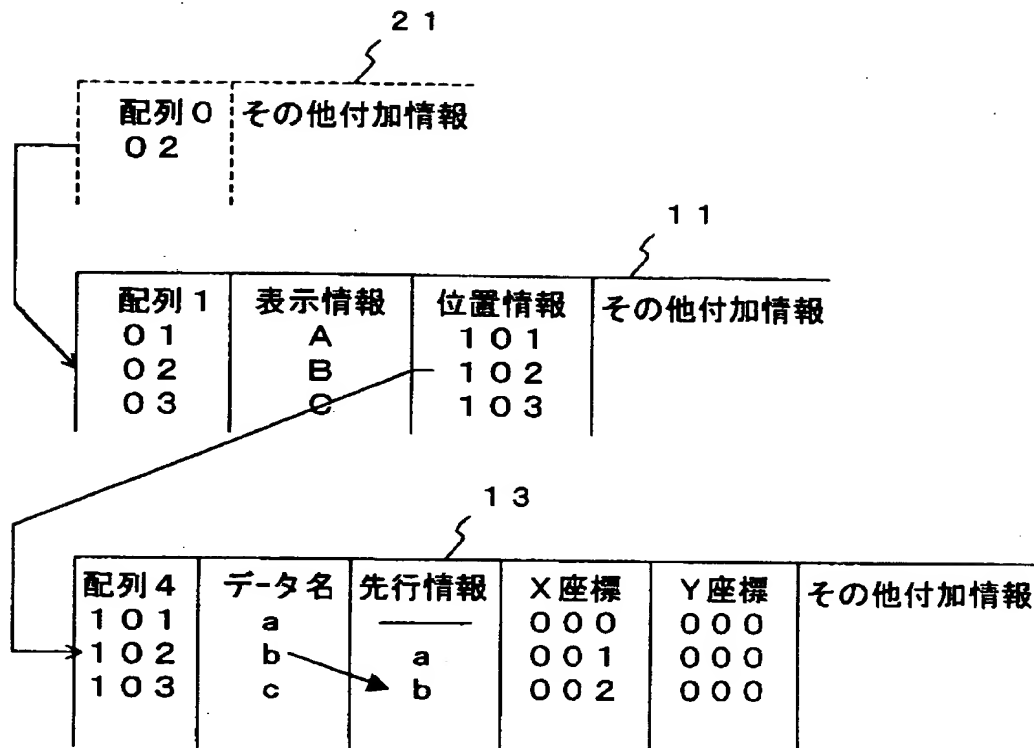 21
配列0 その他付加情報
02
11
配列1 表示情報 位置情報 その他付加情報
01 A 101
02 B 102
03 C 103
13
配列4 データ名 先行情報 X座標 Y座標 その他付加情報
101 a —— 000 000
102 b a 001 000
103 c b 002 000